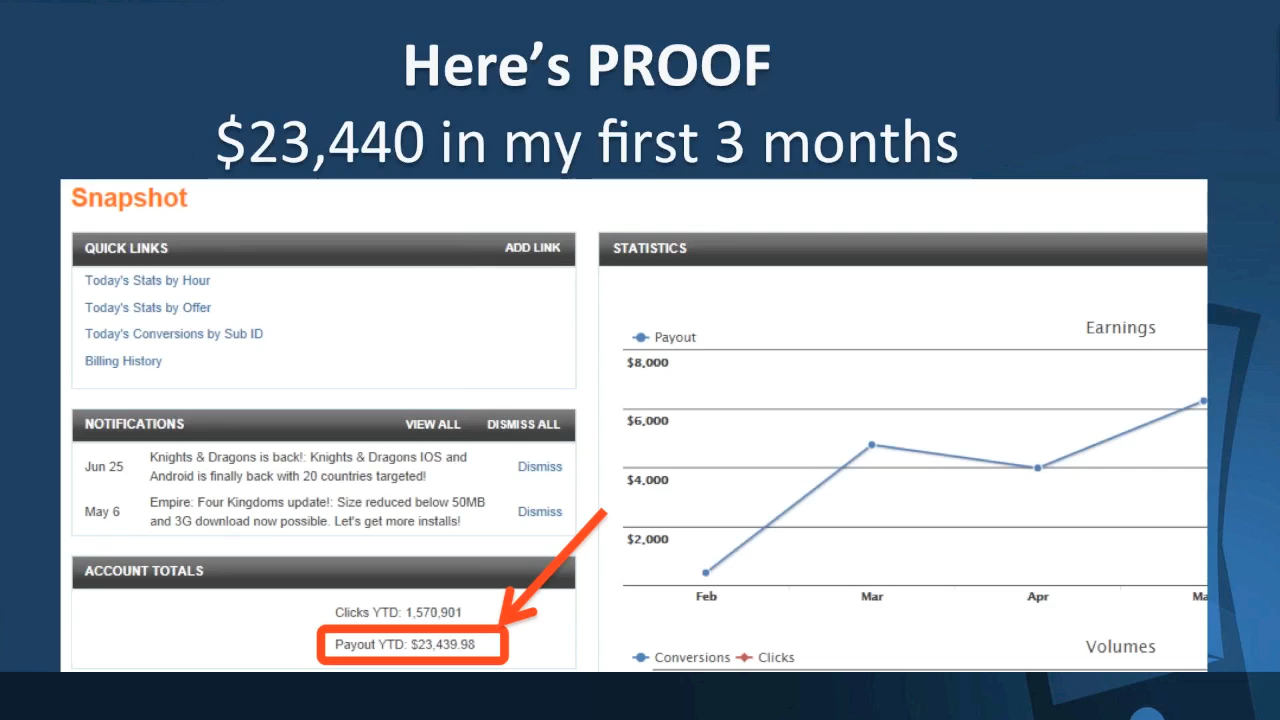 Here's PROOF
$23,440 in my first 3 months
Snapshot
QUICK LINKS
ADD LINK
Today's Stats by Hour
Today's Stats by Offer
Today's Conversions by Sub ID
Billing History
NOTIFICATIONS
VIEW ALL
DISMISS ALL
Jun 25
Knights & Dragons is back!: Knights & Dragons IOS and
Android is finally back with 20 countries targeted!
Dismiss
May 6
Empire: Four Kingdoms update!: Size reduced below 50MB
and 3G download now possible. Let's get more installs!
Dismiss
ACCOUNT TOTALS
Clicks YTD: 1,570,901
Payout YTD: $23,439.98
STATISTICS
Earnings
Payout
$8,000
$6,000
$4,000
$2,000
Feb
Mar
Apr
Ma
Volumes
Conversions
Clicks